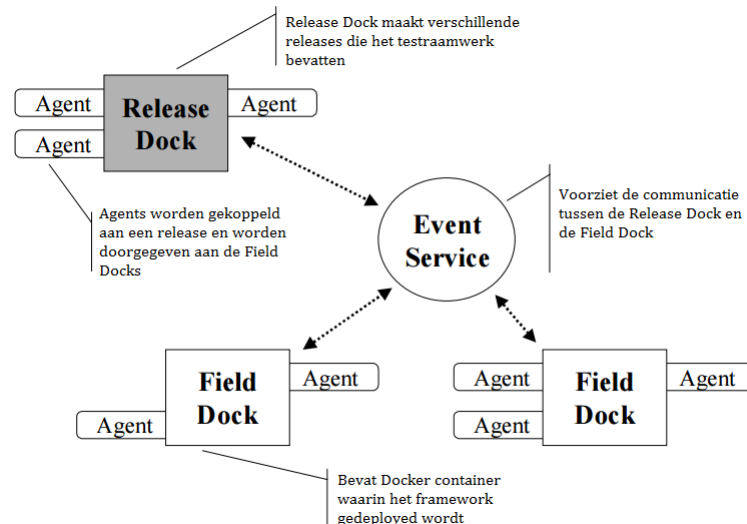 Release Dock maakt verschillende
releases die het testraamwerk
bevatten
Agent
Release
Dock
Agent
Agent
Agents worden gekoppeld
aan een release en worden
doorgegeven aan de Field
Docks
Event
Service
Voorziet de communicatie
tussen de Release Dock en
de Field Dock
Field
Dock
Agent
Agent
Agent
Field
Dock
Agent
Agent
Bevat Docker container
waarin het framework
gedeployed wordt